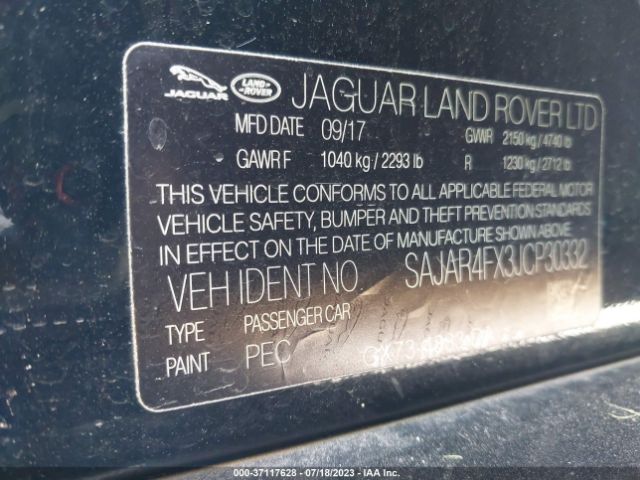 JAGUAR LAND ROVER JAGUAR LAND ROVER LTD
MFD DATE 09/17 GVWR 2150 kg / 4740 lb
GAWR F 1040 kg / 2293 lb R 1230 kg / 2712 lb
THIS VEHICLE CONFORMS TO ALL APPLICABLE FEDERAL MOTOR
VEHICLE SAFETY, BUMPER AND THEFT PREVENTION STANDARDS
IN EFFECT ON THE DATE OF MANUFACTURE SHOWN ABOVE.
VEH IDENT NO. SAJAR4FX3JCP30332
TYPE PASSENGER CAR
PAINT PEC
000-37117628 - 07/18/2023 - IAA Inc.